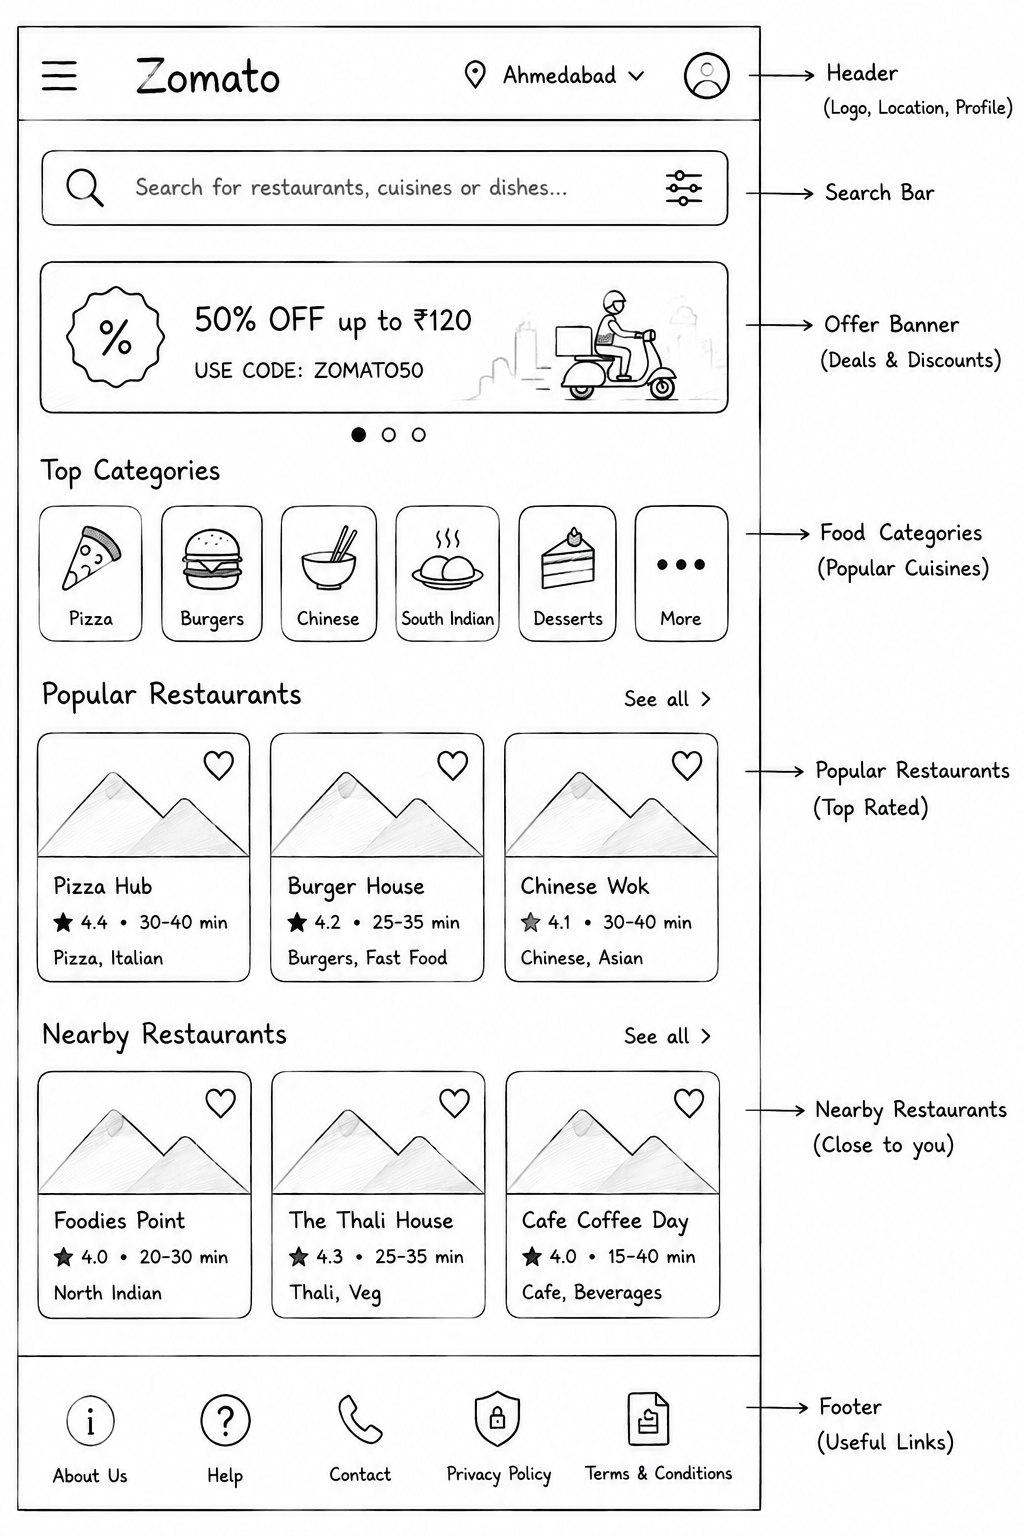 Zomato
Ahmedabad
Header
(Logo, Location, Profile)
Search for restaurants, cuisines or dishes...
Search Bar
%
50% OFF up to ₹120
USE CODE: ZOMATO50
Offer Banner
(Deals & Discounts)
Top Categories
Pizza
Burgers
Chinese
South Indian
Desserts
More
Food Categories
(Popular Cuisines)
Popular Restaurants
See all >
Pizza Hub
★ 4.4 • 30-40 min
Pizza, Italian
Burger House
★ 4.2 • 25-35 min
Burgers, Fast Food
Chinese Wok
★ 4.1 • 30-40 min
Chinese, Asian
Popular Restaurants
(Top Rated)
Nearby Restaurants
See all >
Foodies Point
★ 4.0 • 20-30 min
North Indian
The Thali House
★ 4.3 • 25-35 min
Thali, Veg
Cafe Coffee Day
★ 4.0 • 15-40 min
Cafe, Beverages
Nearby Restaurants
(Close to you)
i
About Us
?
Help
Contact
Privacy Policy
Terms & Conditions
Footer
(Useful Links)